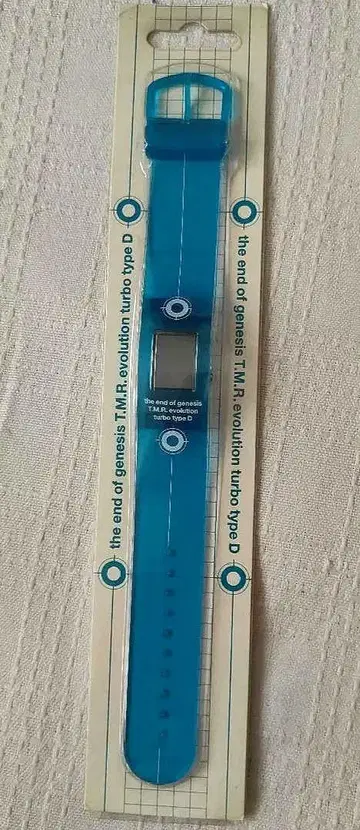 the end of genesis T.M.R. evolution turbo type D
the end of genesis
T.M.R. evolution
turbo type D
the end of genesis T.M.R. evolution turbo type D